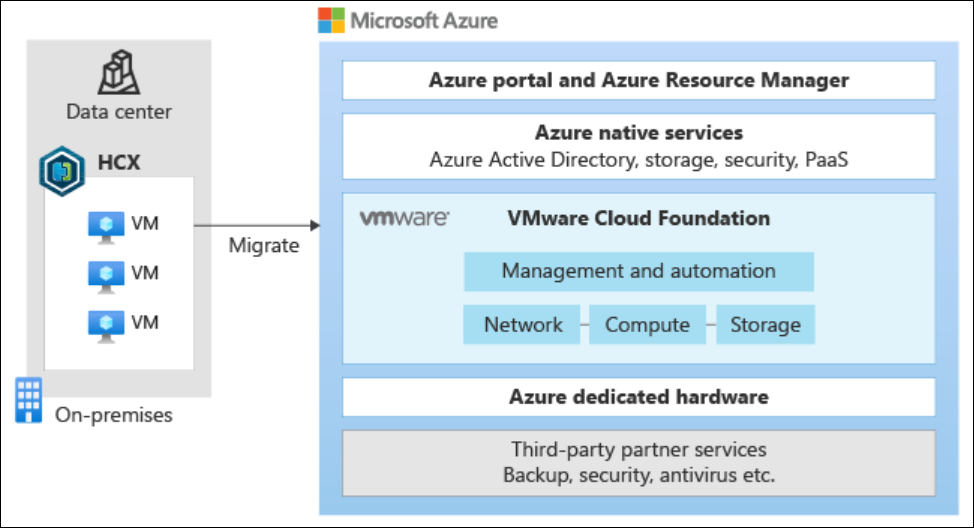 Microsoft Azure
Data center
HCX
VM
VM
VM
On-premises
Migrate
Azure portal and Azure Resource Manager
Azure native services
Azure Active Directory, storage, security, PaaS
vmware
VMware Cloud Foundation
Management and automation
Network
Compute
Storage
Azure dedicated hardware
Third-party partner services
Backup, security, antivirus etc.